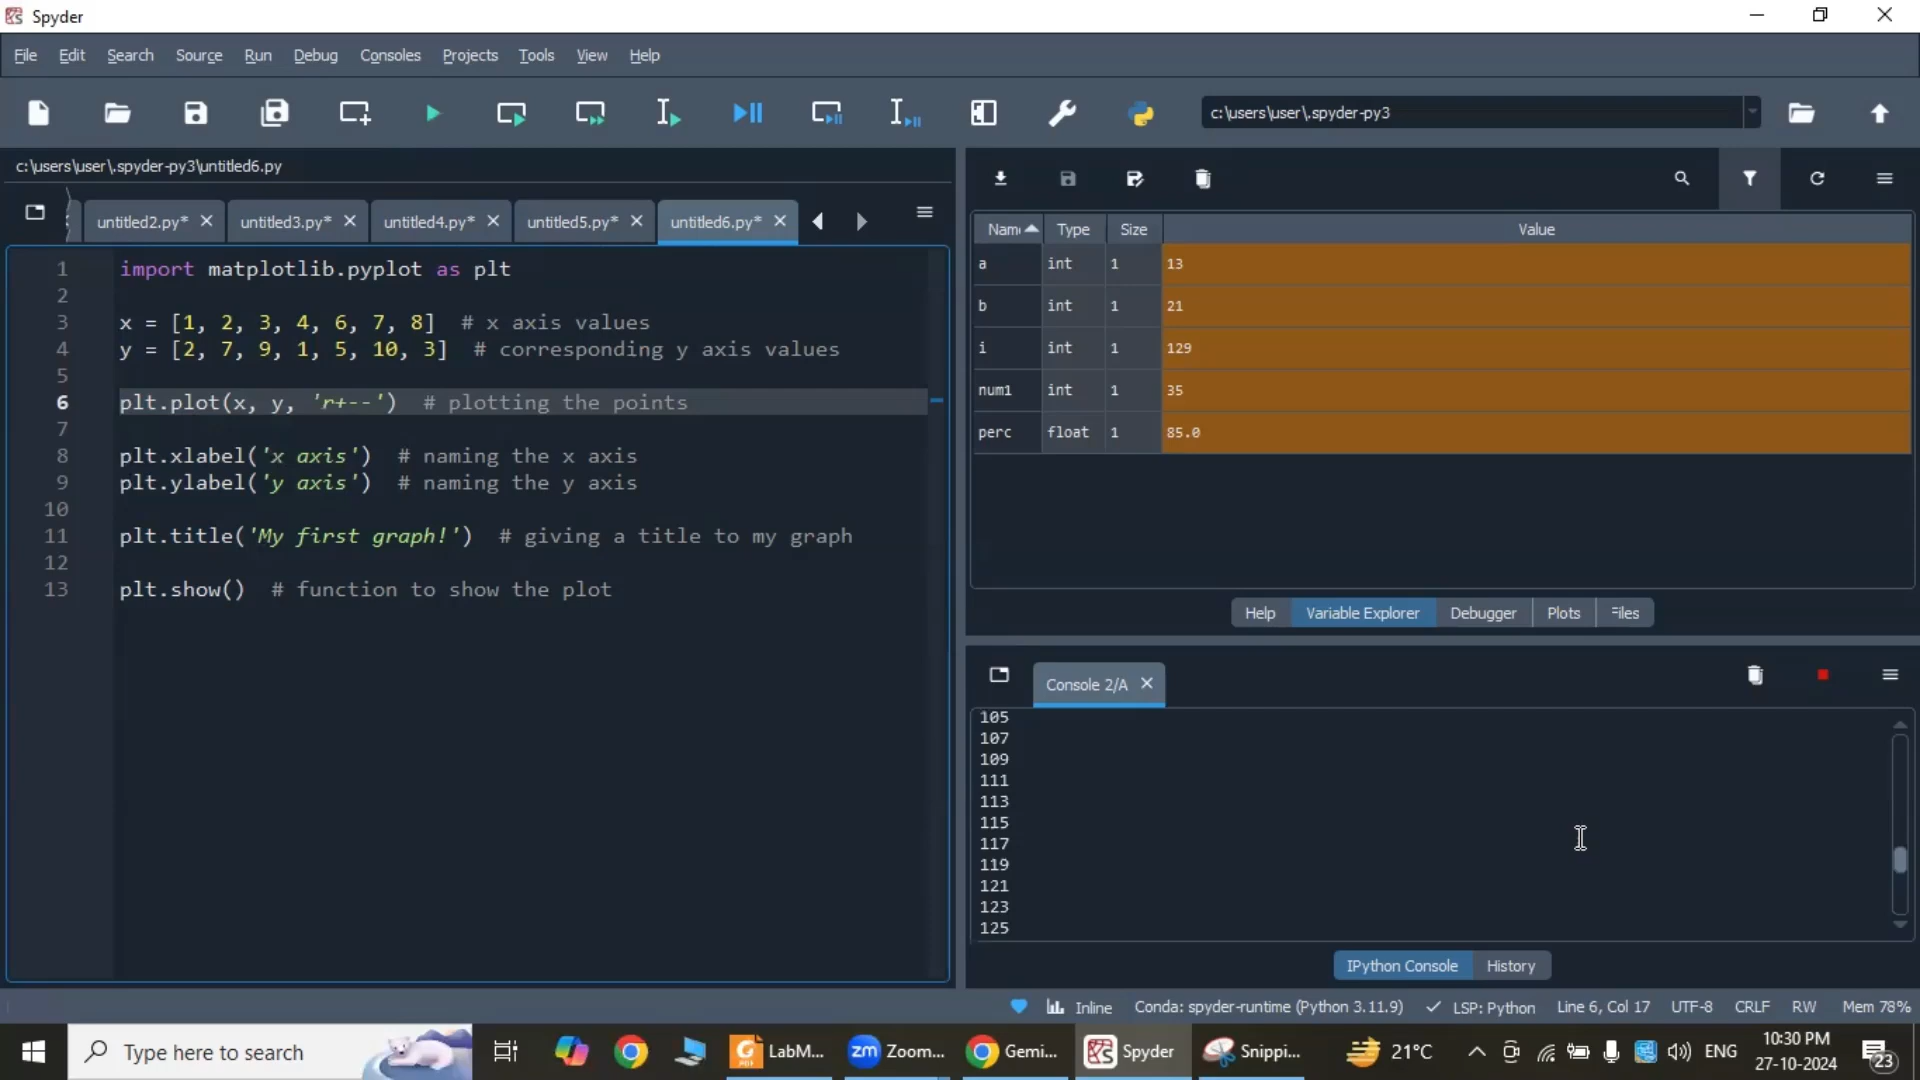 Spyder
File Edit Search Source Run Debug Consoles Projects Tools View Help
c:\users\user\.spyder-py3
c:\users\user\.spyder-py3\untitled6.py
untitled2.py* untitled3.py* untitled4.py* untitled5.py* untitled6.py*
1 import matplotlib.pyplot as plt
2
3 x = [1, 2, 3, 4, 6, 7, 8]  # x axis values
4 y = [2, 7, 9, 1, 5, 10, 3]  # corresponding y axis values
5
6 plt.plot(x, y, 'r+--')  # plotting the points
7
8 plt.xlabel('x axis')  # naming the x axis
9 plt.ylabel('y axis')  # naming the y axis
10
11 plt.title('My first graph!')  # giving a title to my graph
12
13 plt.show()  # function to show the plot
Name Type Size Value
a int 1 13
b int 1 21
i int 1 129
num1 int 1 35
perc float 1 85.0
Help Variable Explorer Debugger Plots Files
Console 2/A
105
107
109
111
113
115
117
119
121
123
125
IPython Console History
Inline Conda: spyder-runtime (Python 3.11.9) LSP: Python Line 6, Col 17 UTF-8 CRLF RW Mem 78%
Type here to search
LabM... Zoom... Gemi... Spyder Snippi... 21°C ENG
10:30 PM
27-10-2024
23